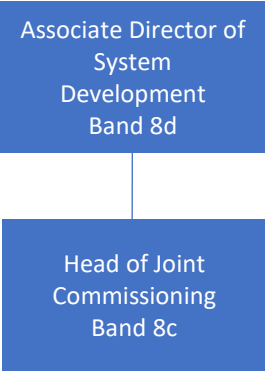 Associate Director of
System
Development
Band 8d
Head of Joint
Commissioning
Band 8c